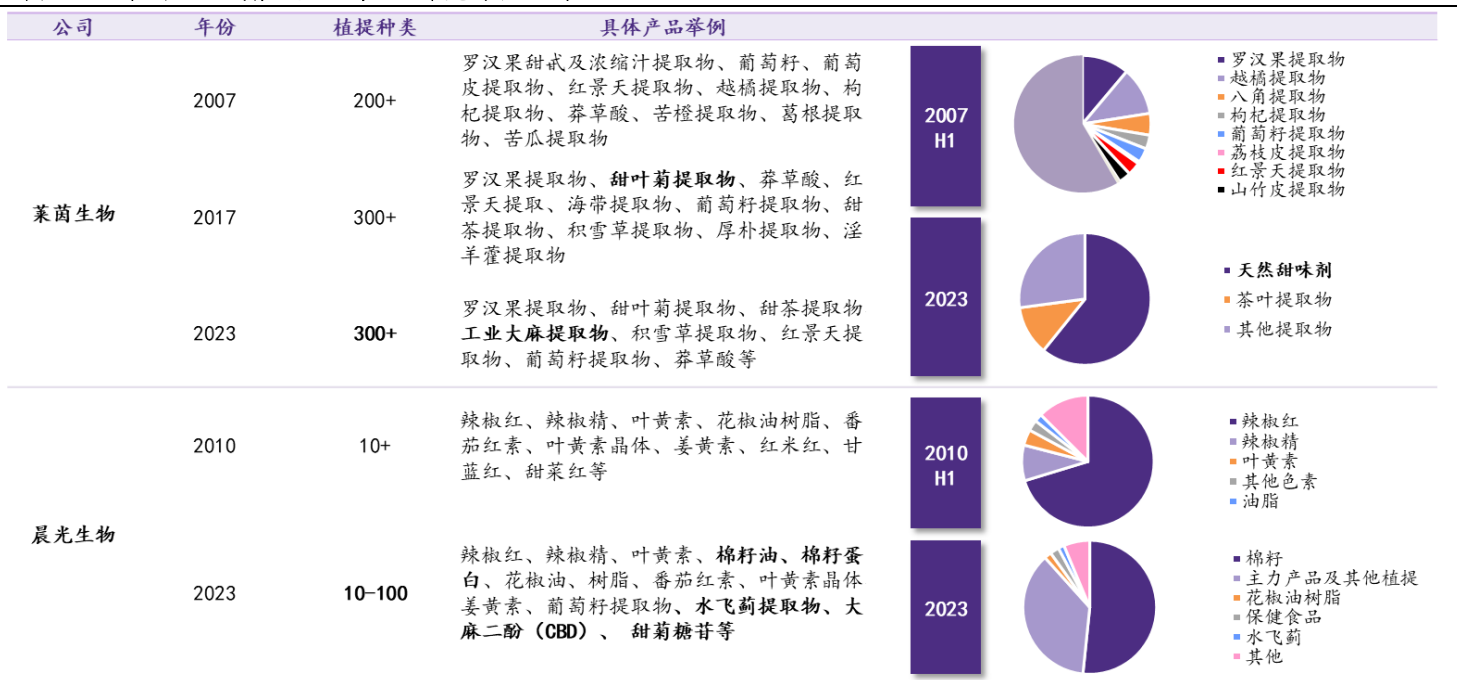 公司 年份 植提种类 具体产品举例
莱茵生物
2007 200+
罗汉果甜甙及浓缩汁提取物、葡萄籽、葡萄
皮提取物、红景天提取物、越橘提取物、枸
杞提取物、莽草酸、苦橙提取物、葛根提取
物、苦瓜提取物
2017 300+
罗汉果提取物、甜叶菊提取物、莽草酸、红
景天提取、海带提取物、葡萄籽提取物、甜
茶提取物、积雪草提取物、厚朴提取物、淫
羊藿提取物
2023 300+
罗汉果提取物、甜叶菊提取物、甜茶提取物
工业大麻提取物、积雪草提取物、红景天提
取物、葡萄籽提取物、莽草酸等
2007
H1
罗汉果提取物
越橘提取物
八角提取物
枸杞提取物
葡萄籽提取物
荔枝皮提取物
红景天提取物
山竹皮提取物
2023
天然甜味剂
茶叶提取物
其他提取物
晨光生物
2010 10+
辣椒红、辣椒精、叶黄素、花椒油树脂、番
茄红素、叶黄素晶体、姜黄素、红米红、甘
蓝红、甜菜红等
2023 10-100
辣椒红、辣椒精、叶黄素、棉籽油、棉籽蛋
白、花椒油、树脂、番茄红素、叶黄素晶体
姜黄素、葡萄籽提取物、水飞蓟提取物、大
麻二酚（CBD）、 甜菊糖苷等
2010
H1
辣椒红
辣椒精
叶黄素
其他色素
油脂
2023
棉籽
主力产品及其他植提
花椒油树脂
保健食品
水飞蓟
其他